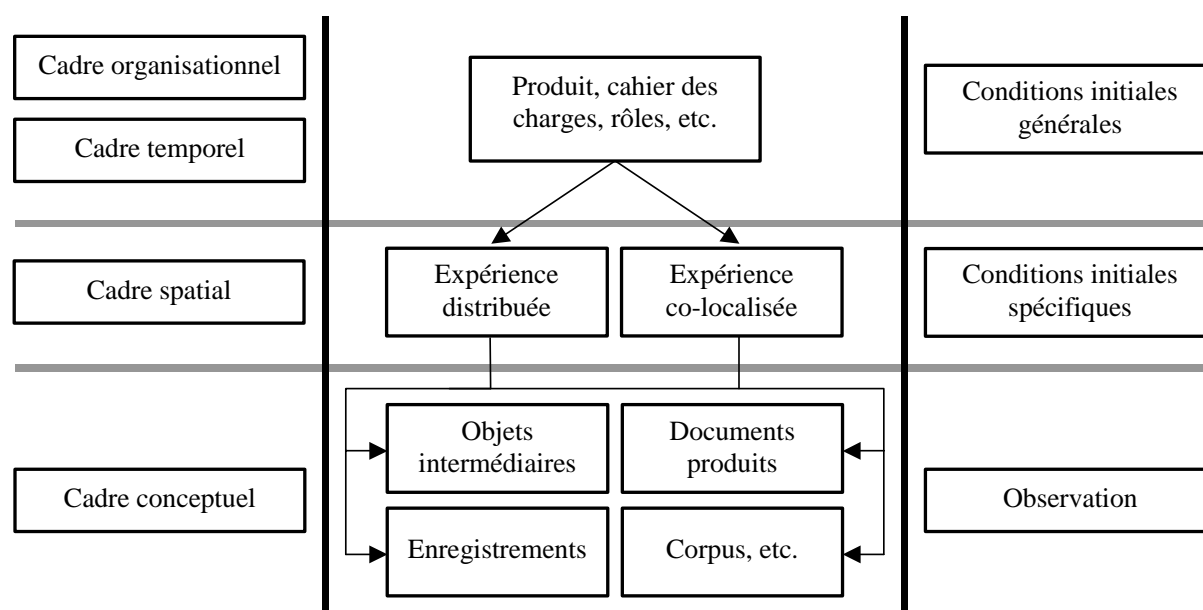 Cadre organisationnel
Cadre temporel
Produit, cahier des
charges, rôles, etc.
Conditions initiales
générales
Cadre spatial
Expérience
distribuée
Expérience
co-localisée
Conditions initiales
spécifiques
Cadre conceptuel
Objets
intermédiaires
Documents
produits
Enregistrements
Corpus, etc.
Observation